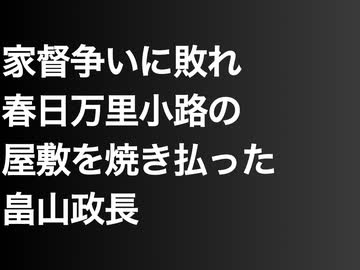 家督争いに敗れ
春日万里小路の
屋敷を焼き払った
畠山政長